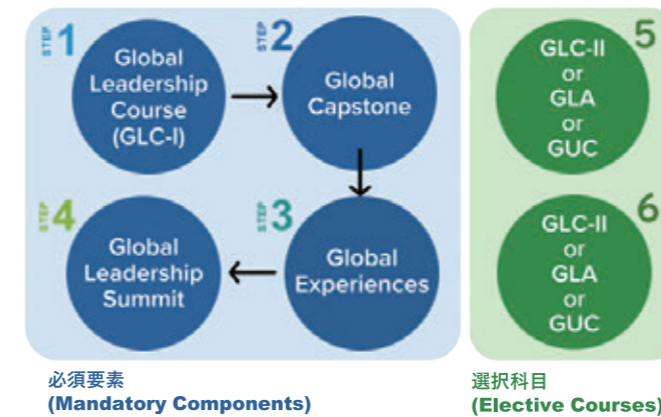 STEP 1
Global
Leadership
Course
(GLC-I)
STEP 2
Global
Capstone
STEP 3
Global
Experiences
STEP 4
Global
Leadership
Summit
必須要素
(Mandatory Components)
5
GLC-II
or
GLA
or
GUC
6
GLC-II
or
GLA
or
GUC
選択科目
(Elective Courses)